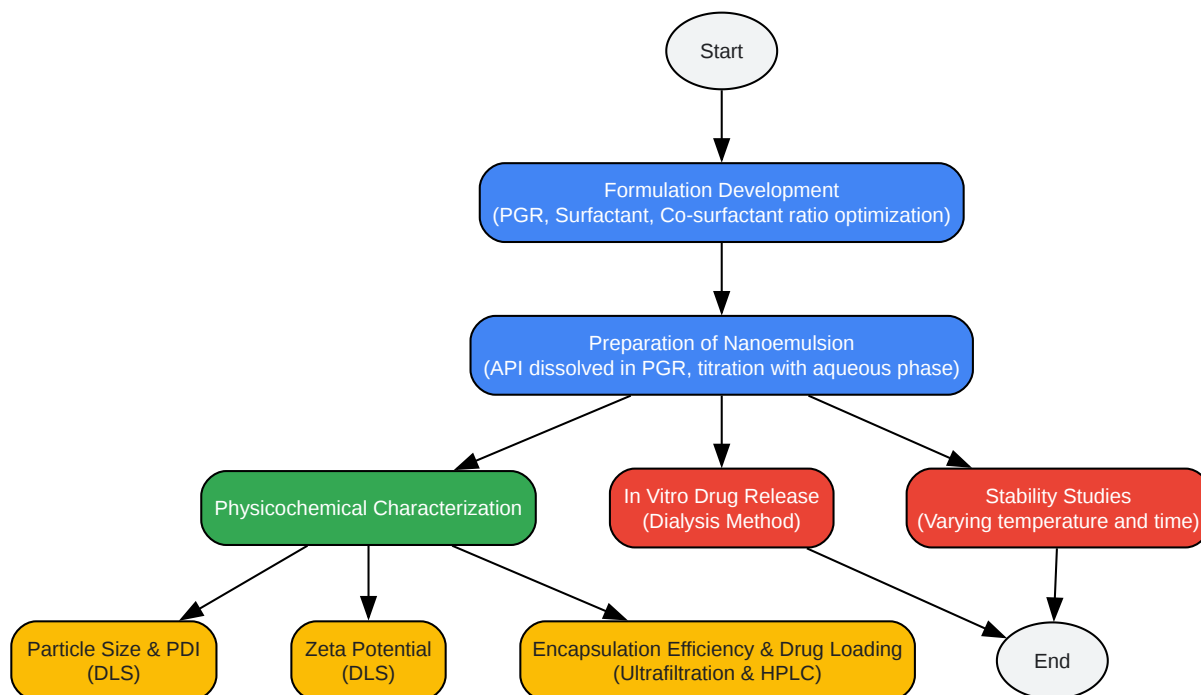 Start
Formulation Development
(PGR, Surfactant, Co-surfactant ratio optimization)
Preparation of Nanoemulsion
(API dissolved in PGR, titration with aqueous phase)
Physicochemical Characterization
In Vitro Drug Release
(Dialysis Method)
Stability Studies
(Varying temperature and time)
Particle Size & PDI
(DLS)
Zeta Potential
(DLS)
Encapsulation Efficiency & Drug Loading
(Ultrafiltration & HPLC)
End